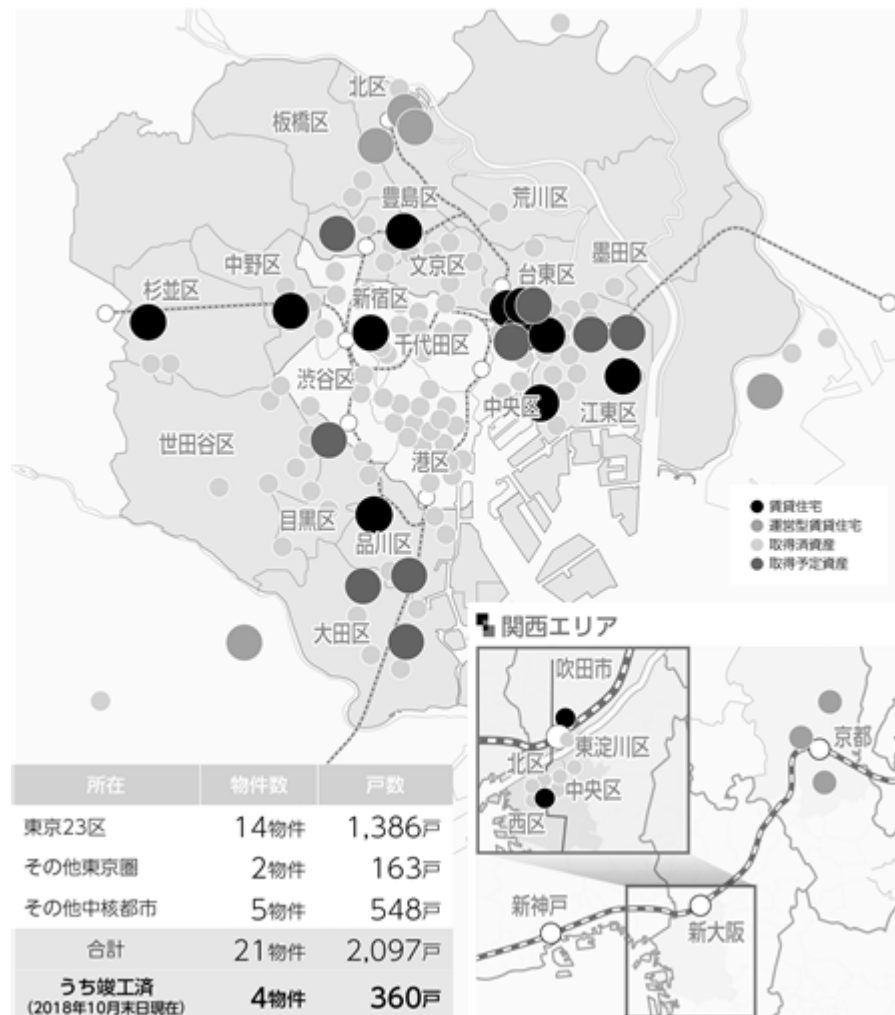 北区
板橋区
豊島区
荒川区
墨田区
中野区
文京区
台東区
杉並区
新宿区
千代田区
渋谷区
中央区
江東区
世田谷区
港区
目黒区
品川区
大田区
賃貸住宅
運営型賃貸住宅
取得済資産
取得予定資産
関西エリア
吹田市
東淀川区
北区
中央区
西区
京都
新神戸
新大阪
所在 物件数 戸数
東京23区 14物件 1,386戸
その他東京圏 2物件 163戸
その他中核都市 5物件 548戸
合計 21物件 2,097戸
うち竣工済 4物件 360戸
(2018年10月末日現在)